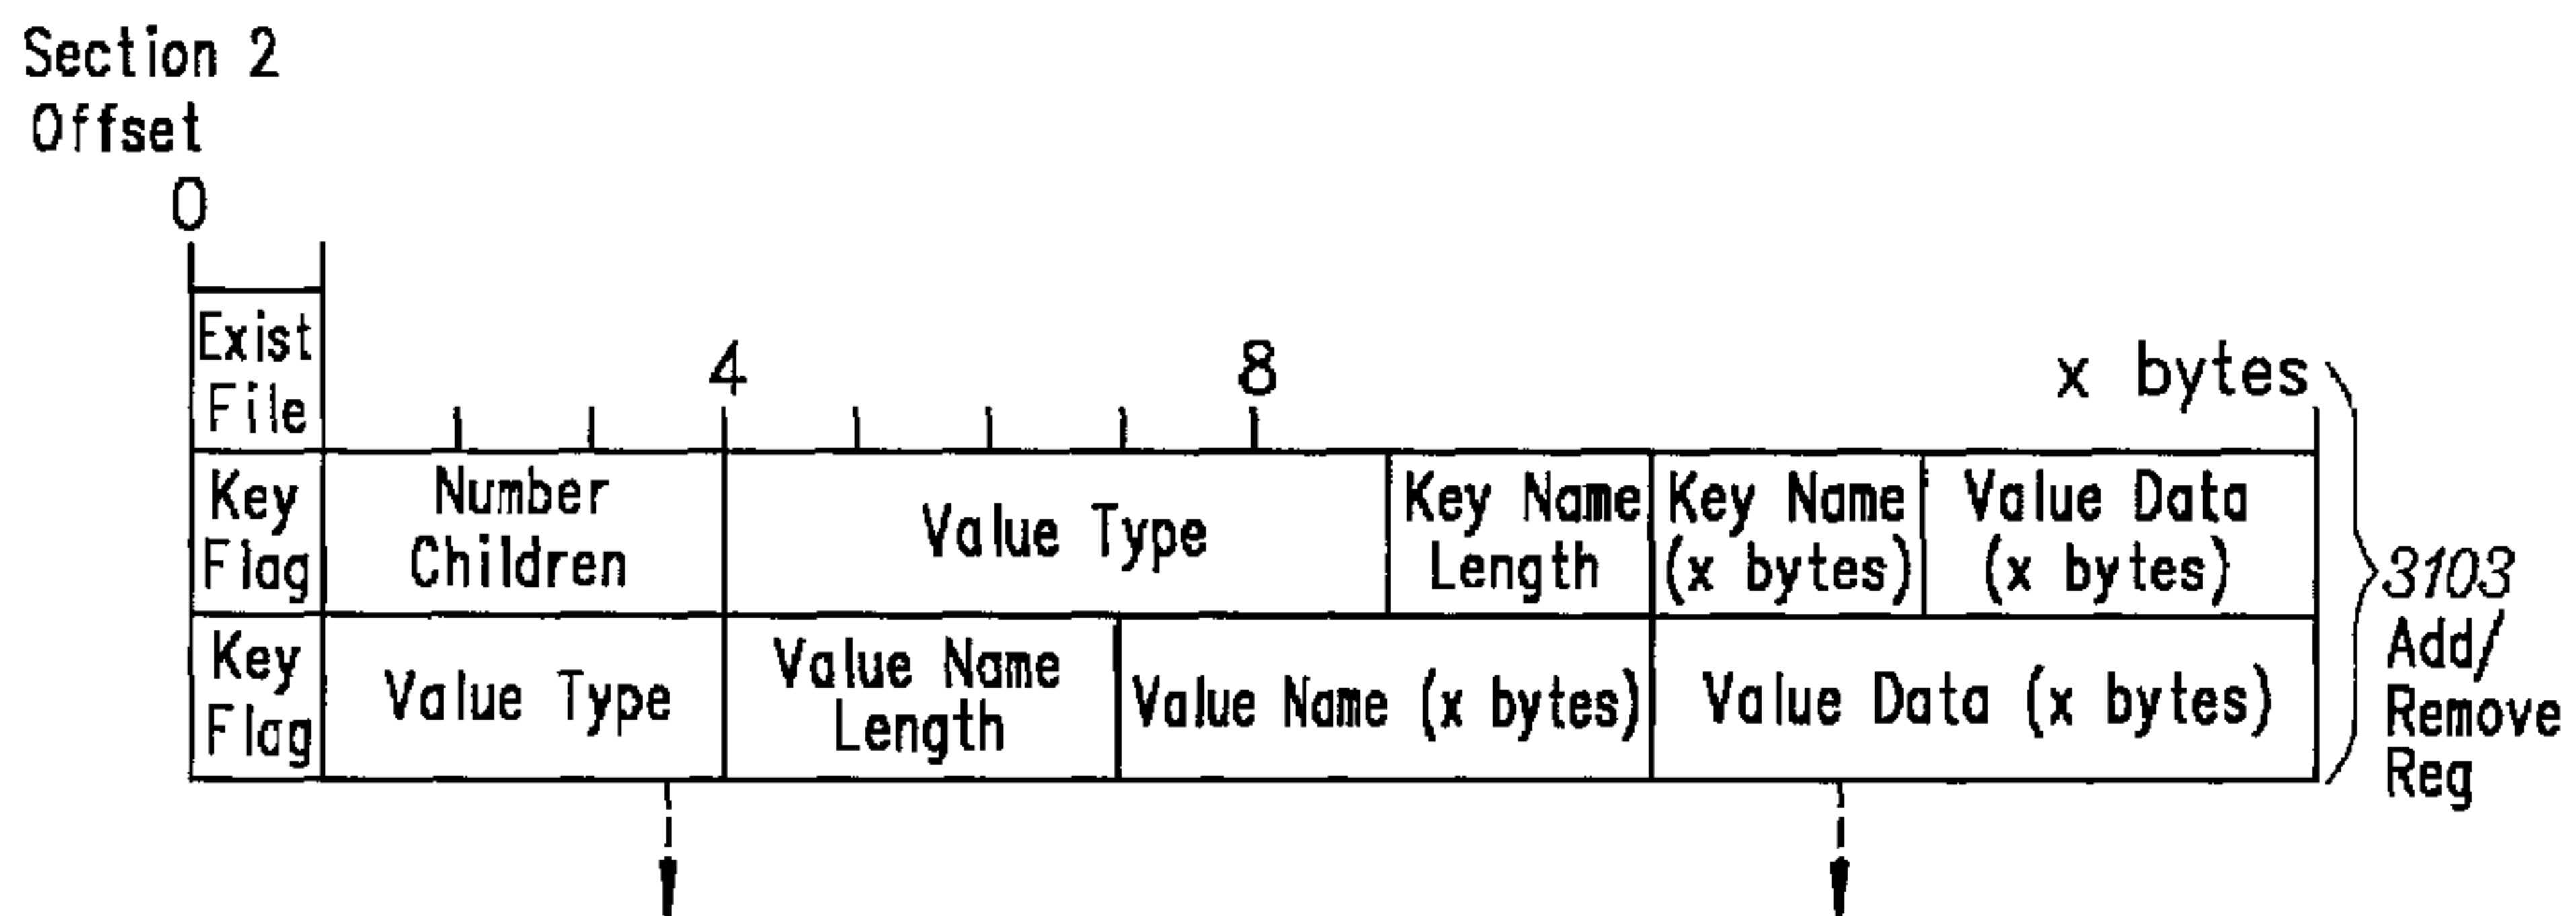 Section 2
Offset
0
Exist
File
4
8
x bytes
Key
Flag
Number
Children
Value Type
Key Name
Length
Key Name
(x bytes)
Value Data
(x bytes)
3103
Add/
Remove
Reg
Key
Flag
Value Type
Value Name
Length
Value Name (x bytes)
Value Data (x bytes)